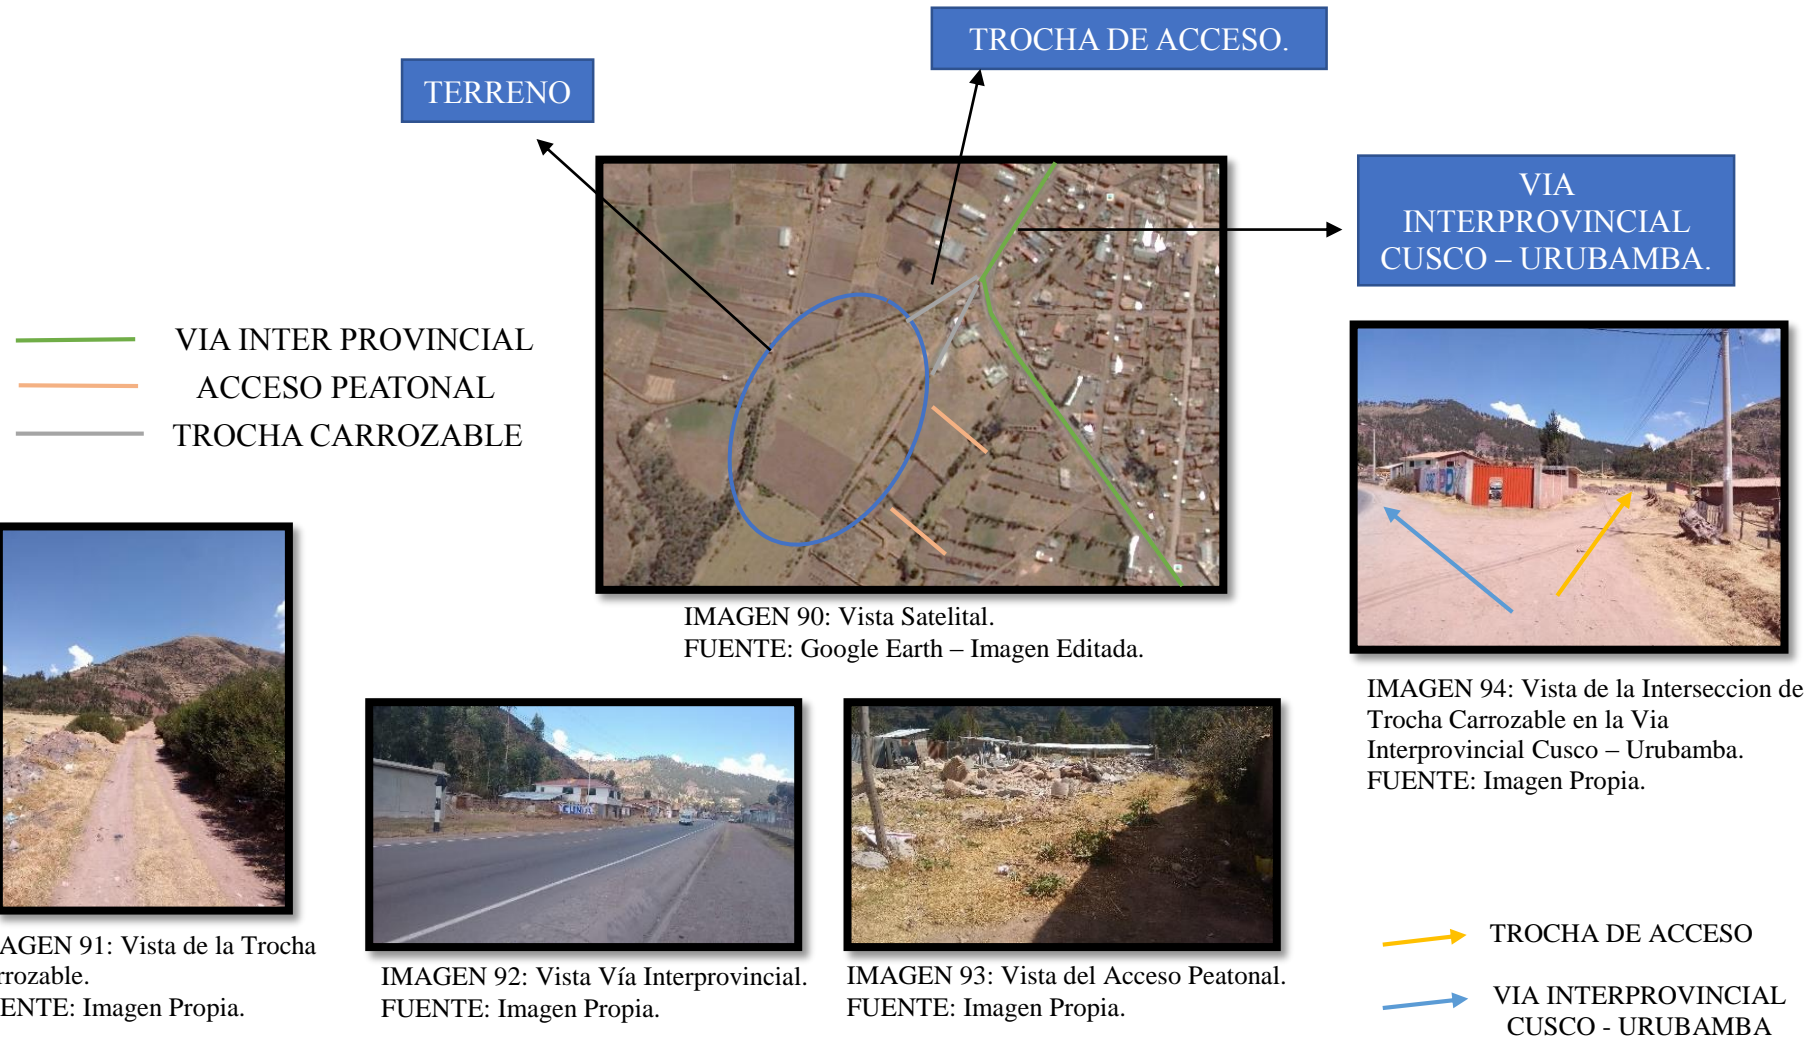 TROCHA DE ACCESO.
TERRENO
VIA
INTERPROVINCIAL
CUSCO – URUBAMBA.
VIA INTER PROVINCIAL
ACCESO PEATONAL
TROCHA CARROZABLE
IMAGEN 90: Vista Satelital.
FUENTE: Google Earth – Imagen Editada.
IMAGEN 94: Vista de la Interseccion de
Trocha Carrozable en la Via
Interprovincial Cusco – Urubamba.
FUENTE: Imagen Propia.
AGEN 91: Vista de la Trocha
rrozable.
ENTE: Imagen Propia.
IMAGEN 92: Vista Vía Interprovincial.
FUENTE: Imagen Propia.
IMAGEN 93: Vista del Acceso Peatonal.
FUENTE: Imagen Propia.
TROCHA DE ACCESO
VIA INTERPROVINCIAL
CUSCO - URUBAMBA